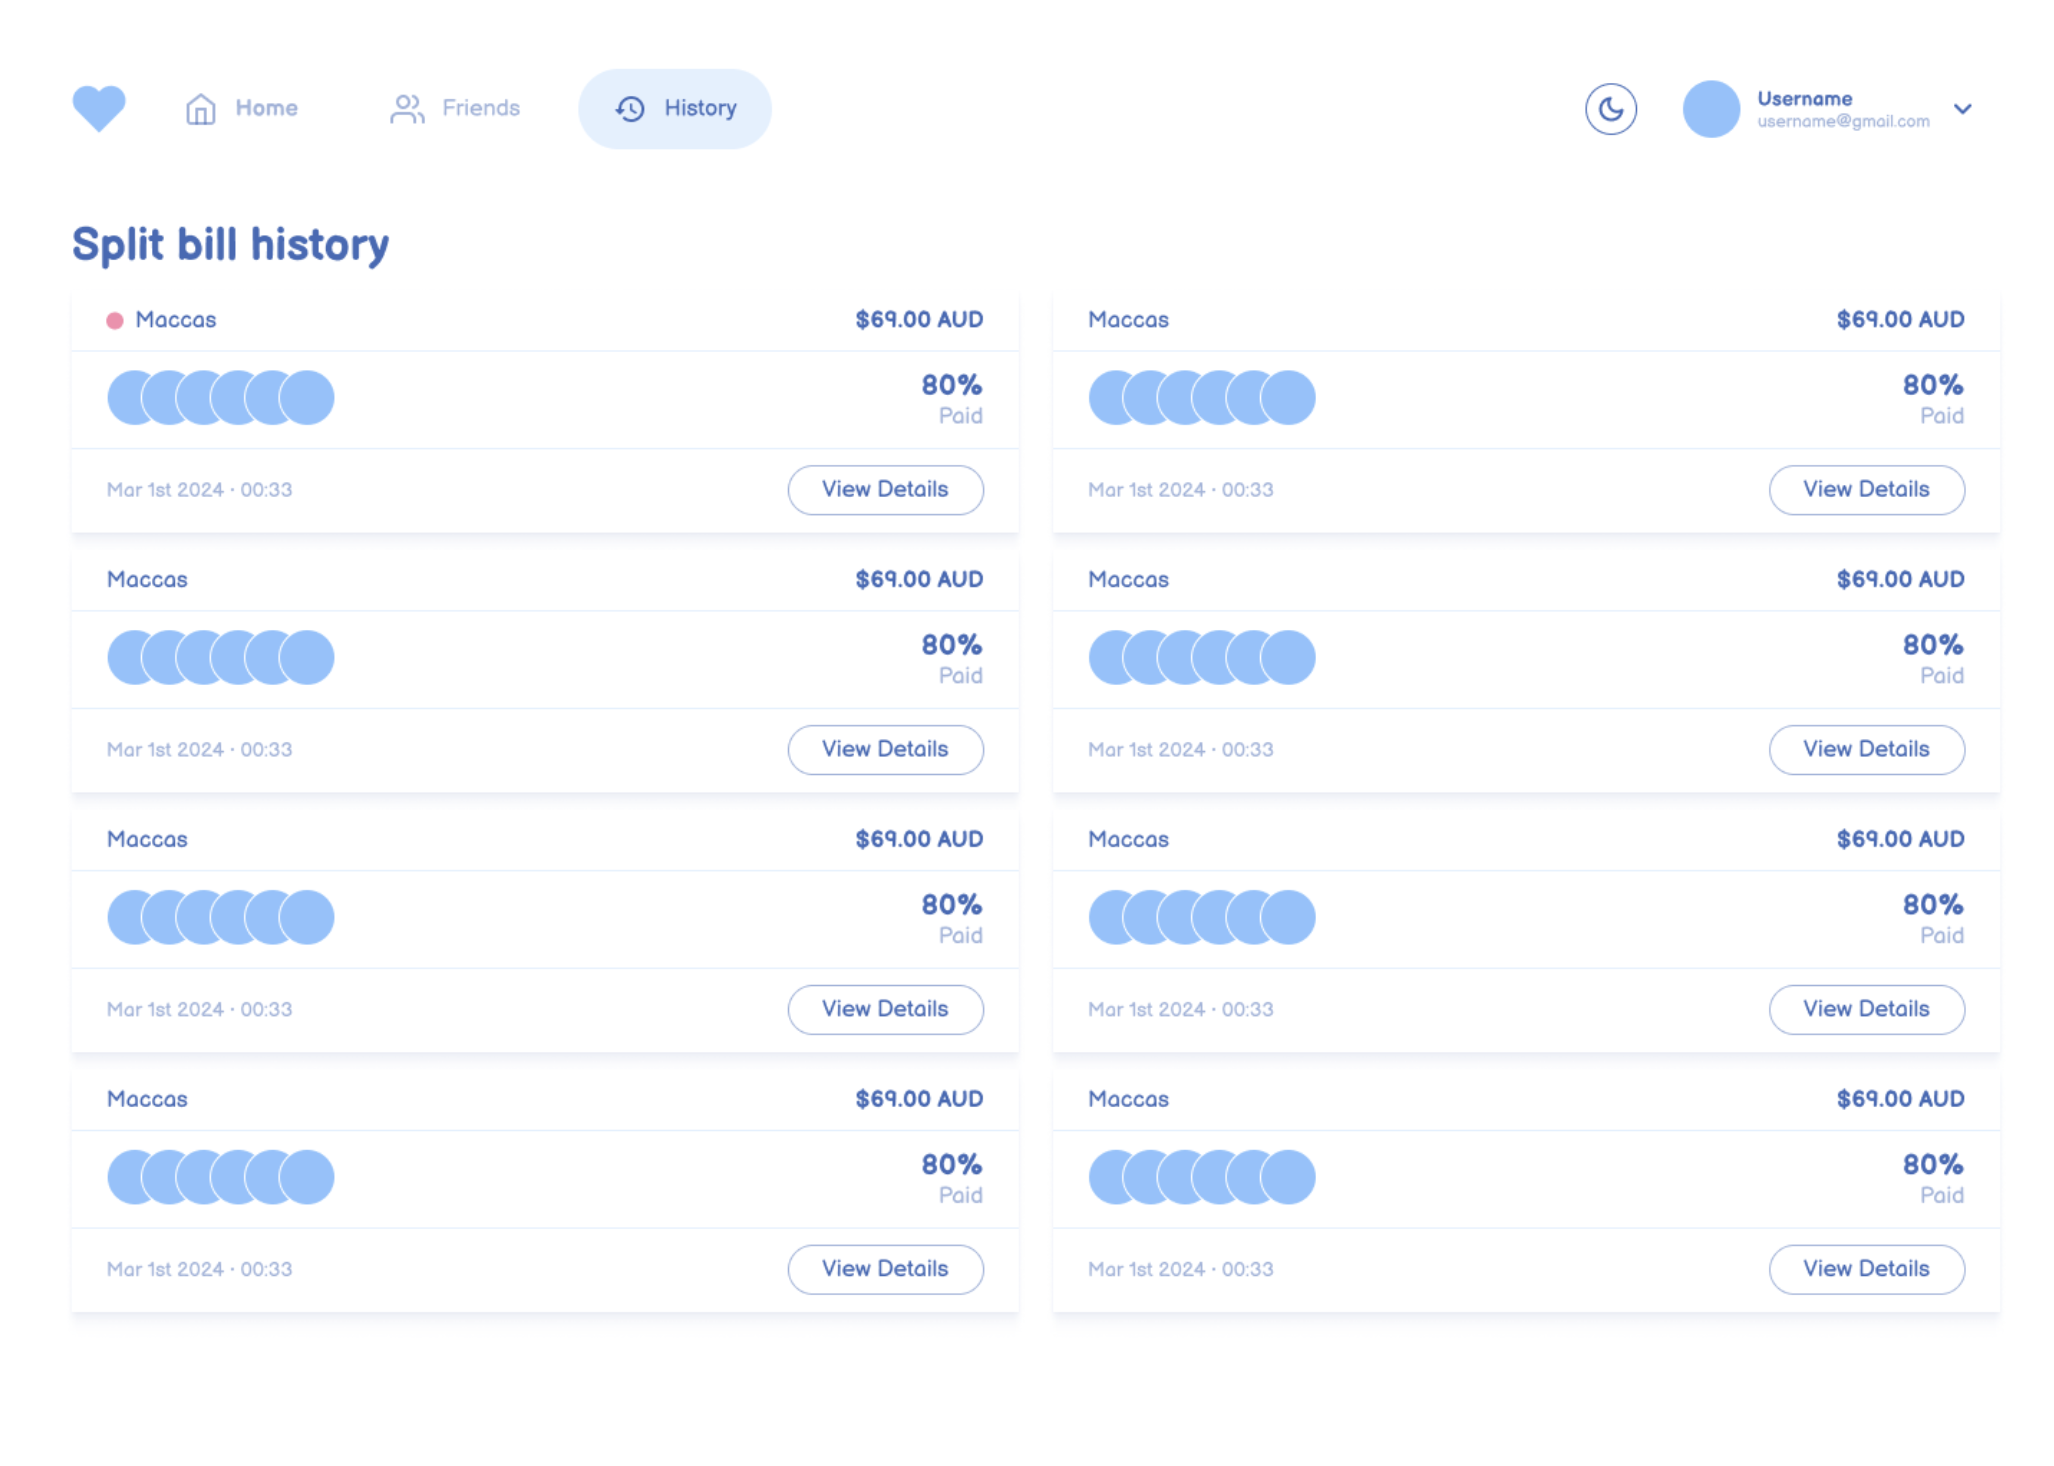 Home Friends History Username
username@gmail.com
Split bill history
Maccas $69.00 AUD
80%
Paid
Mar 1st 2024 · 00:33 View Details
Maccas $69.00 AUD
80%
Paid
Mar 1st 2024 · 00:33 View Details
Maccas $69.00 AUD
80%
Paid
Mar 1st 2024 · 00:33 View Details
Maccas $69.00 AUD
80%
Paid
Mar 1st 2024 · 00:33 View Details
Maccas $69.00 AUD
80%
Paid
Mar 1st 2024 · 00:33 View Details
Maccas $69.00 AUD
80%
Paid
Mar 1st 2024 · 00:33 View Details
Maccas $69.00 AUD
80%
Paid
Mar 1st 2024 · 00:33 View Details
Maccas $69.00 AUD
80%
Paid
Mar 1st 2024 · 00:33 View Details